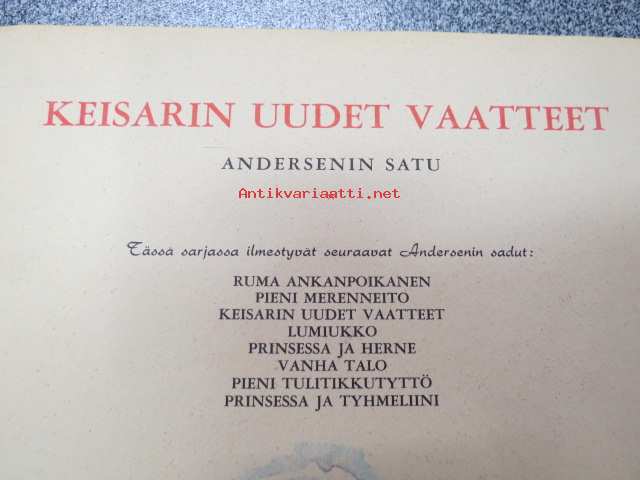 KEISARIN UUDET VAATTEET
ANDERSENIN SATU
Antikvariaatti.net
Tässä sarjassa ilmestyvät seuraavat Andersenin sadut:
RUMA ANKANPOIKANEN
PIENI MERENNEITO
KEISARIN UUDET VAATTEET
LUMIUKKO
PRINSESSA JA HERNE
VANHA TALO
PIENI TULITIKKUTYTTÖ
PRINSESSA JA TYHMELIINI